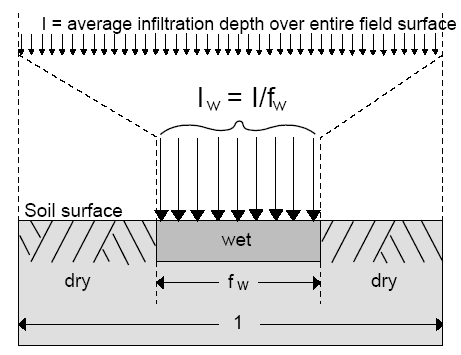 I = average infiltration depth over entire field surface
Iw = I/fw
Soil surface
wet
dry
fw
dry
1